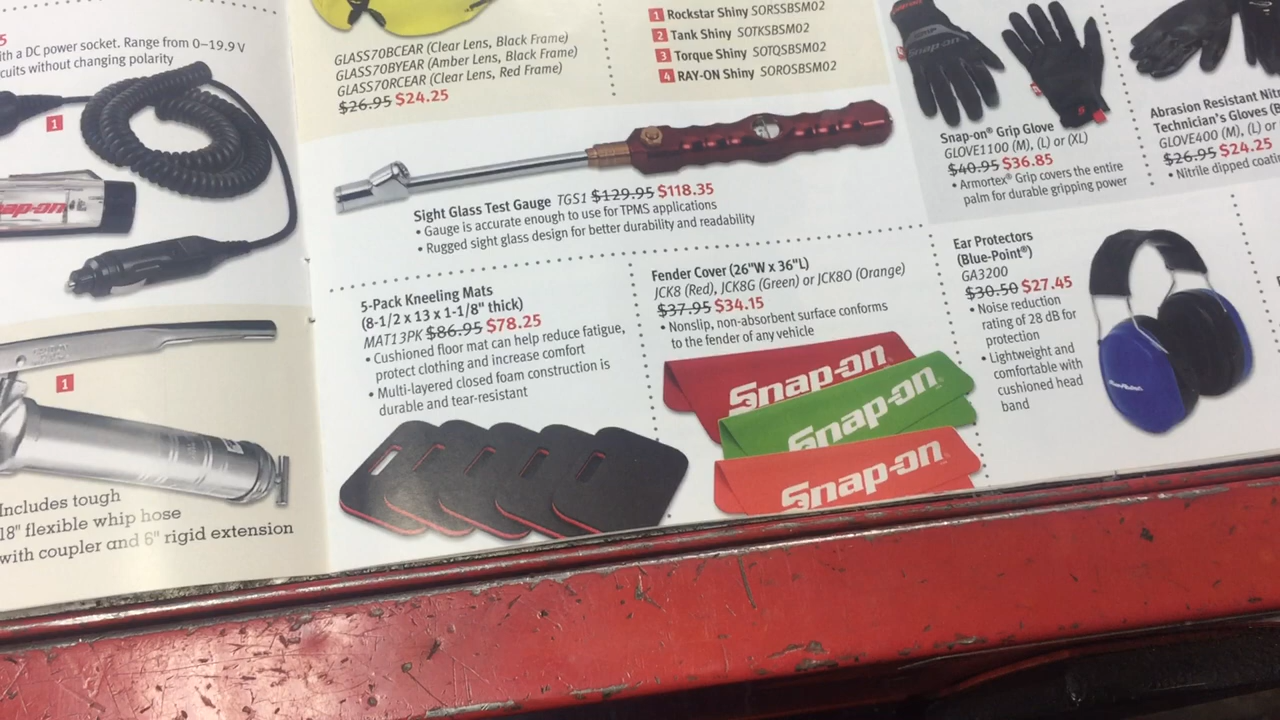 5
ith a DC power socket. Range from 0–19.9 V
cuits without changing polarity
1
ap-on
1
Includes tough
18" flexible whip hose
with coupler and 6" rigid extension
GLASS70BCEAR (Clear Lens, Black Frame)
GLASS70BYEAR (Amber Lens, Black Frame)
GLASS70RCEAR (Clear Lens, Red Frame)
$26.95 $24.25
1 Rockstar Shiny SORSSBSM02
2 Tank Shiny SOTKSBSM02
3 Torque Shiny SOTQSBSM02
4 RAY-ON Shiny SOROSBSM02
Sight Glass Test Gauge TGS1 $129.95 $118.35
• Gauge is accurate enough to use for TPMS applications
• Rugged sight glass design for better durability and readability
Snap-on
Snap-on® Grip Glove
GLOVE1100 (M), (L) or (XL)
$40.95 $36.85
• Armortex® Grip covers the entire
palm for durable gripping power
Abrasion Resistant Nitr
Technician's Gloves (B
GLOVE400 (M), (L) or
$26.95 $24.25
• Nitrile dipped coati
5-Pack Kneeling Mats
(8-1/2 x 13 x 1-1/8" thick)
MAT13PK $86.95 $78.25
• Cushioned floor mat can help reduce fatigue,
protect clothing and increase comfort
• Multi-layered closed foam construction is
durable and tear-resistant
Fender Cover (26"W x 36"L)
JCK8 (Red), JCK8G (Green) or JCK8O (Orange)
$37.95 $34.15
• Nonslip, non-absorbent surface conforms
to the fender of any vehicle
Snap-on
Snap-on
Snap-on
Ear Protectors
(Blue-Point®)
GA3200
$30.50 $27.45
• Noise reduction
rating of 28 dB for
protection
• Lightweight and
comfortable with
cushioned head
band